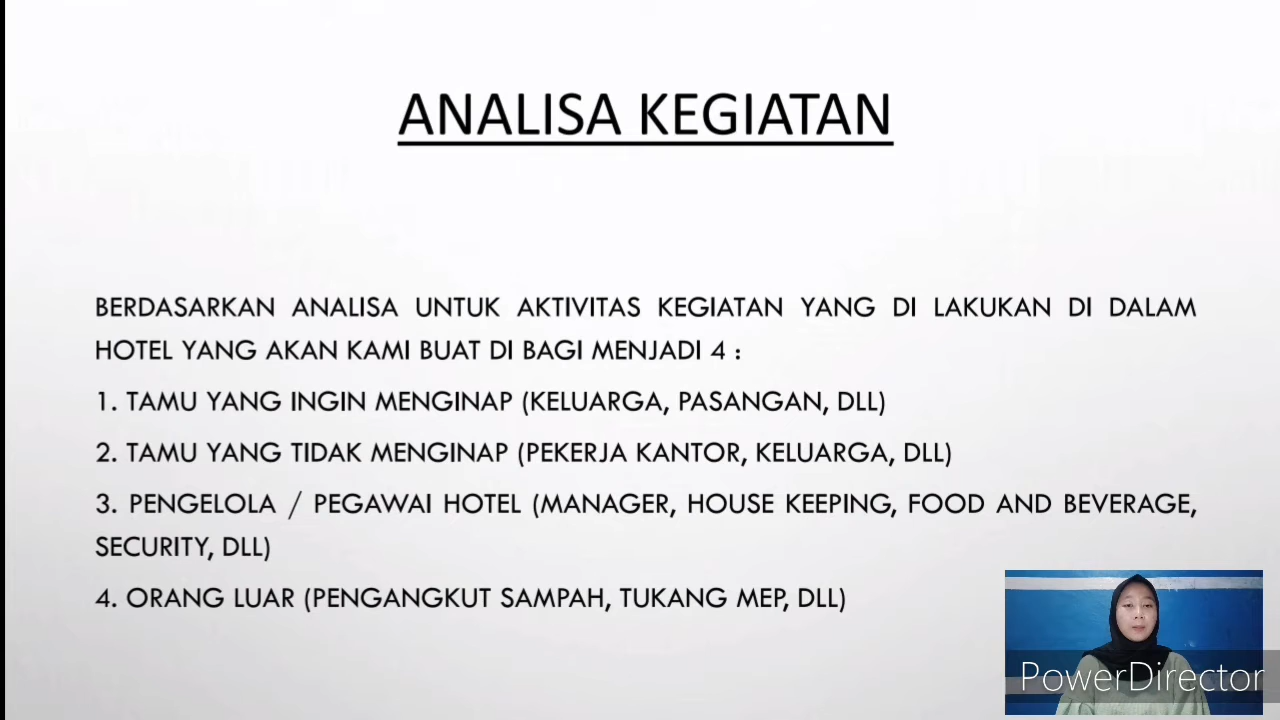 ANALISA KEGIATAN
BERDASARKAN ANALISA UNTUK AKTIVITAS KEGIATAN YANG DI LAKUKAN DI DALAM
HOTEL YANG AKAN KAMI BUAT DI BAGI MENJADI 4 :
1. TAMU YANG INGIN MENGINAP (KELUARGA, PASANGAN, DLL)
2. TAMU YANG TIDAK MENGINAP (PEKERJA KANTOR, KELUARGA, DLL)
3. PENGELOLA / PEGAWAI HOTEL (MANAGER, HOUSE KEEPING, FOOD AND BEVERAGE,
SECURITY, DLL)
4. ORANG LUAR (PENGANGKUT SAMPAH, TUKANG MEP, DLL)
PowerDirector